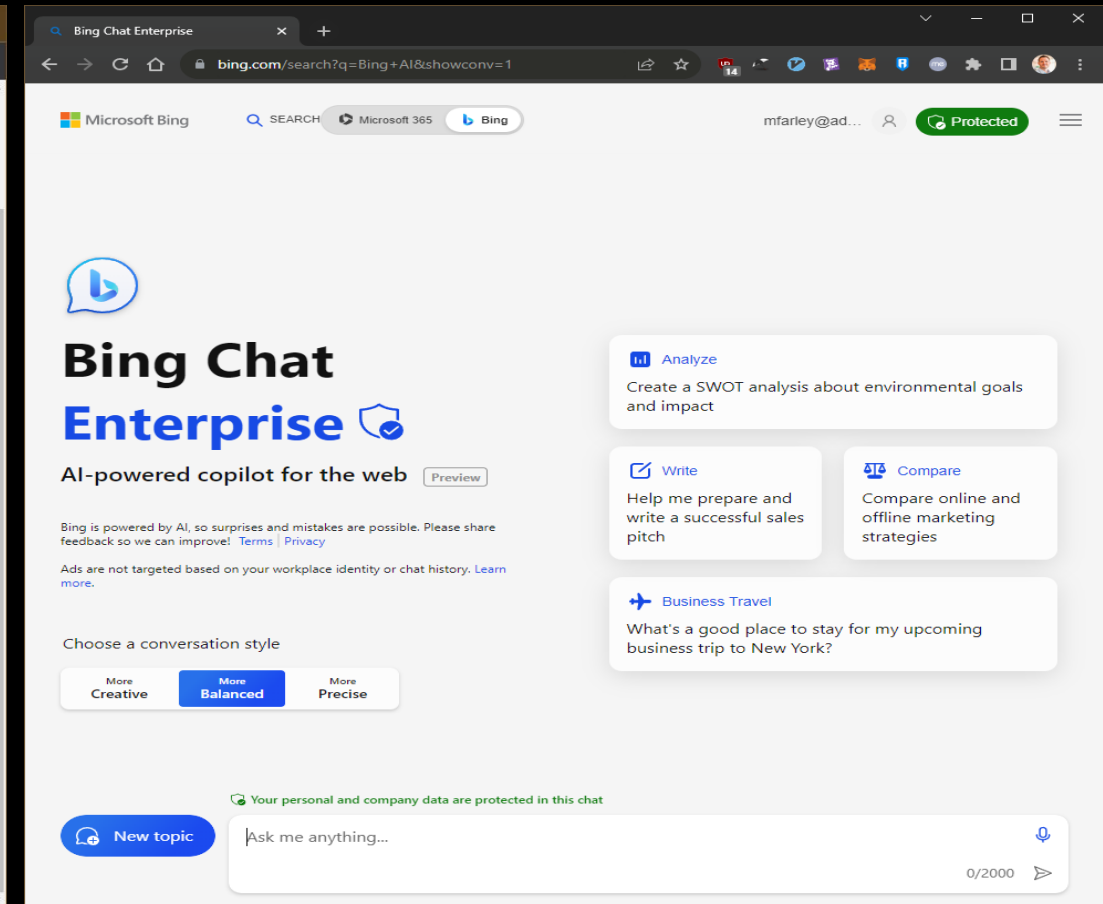 Bing Chat Enterprise
bing.com/search?q=Bing+AI&showconv=1
14
Microsoft Bing
SEARCH
Microsoft 365
Bing
mfarley@ad...
Protected
Bing Chat
Enterprise
AI-powered copilot for the web
Preview
Bing is powered by AI, so surprises and mistakes are possible. Please share
feedback so we can improve! Terms | Privacy
Ads are not targeted based on your workplace identity or chat history. Learn
more.
Choose a conversation style
More
Creative
More
Balanced
More
Precise
Analyze
Create a SWOT analysis about environmental goals
and impact
Write
Help me prepare and
write a successful sales
pitch
Compare
Compare online and
offline marketing
strategies
Business Travel
What's a good place to stay for my upcoming
business trip to New York?
Your personal and company data are protected in this chat
New topic
Ask me anything...
0/2000